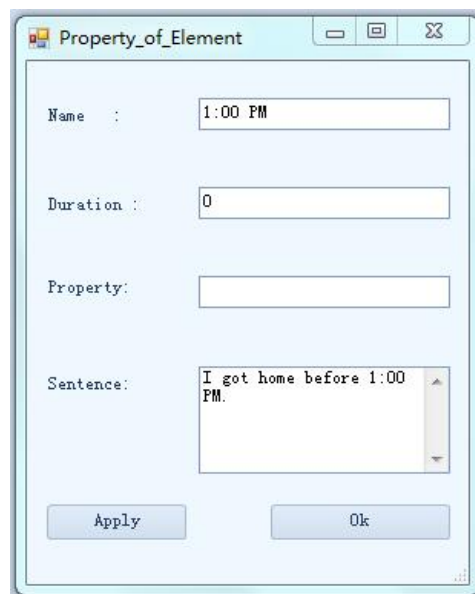 Property_of_Element
Name :
1:00 PM
Duration :
0
Property:
Sentence:
I got home before 1:00
PM.
Apply
Ok